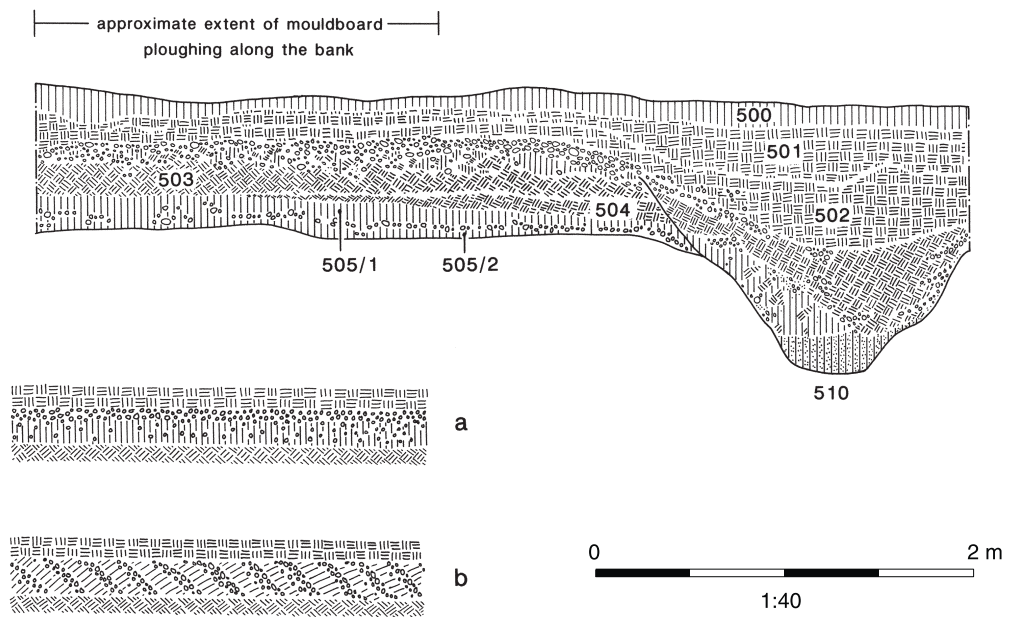 approximate extent of mouldboard
ploughing along the bank
500
501
503
502
504
505/1
505/2
510
a
b
0
2 m
1:40